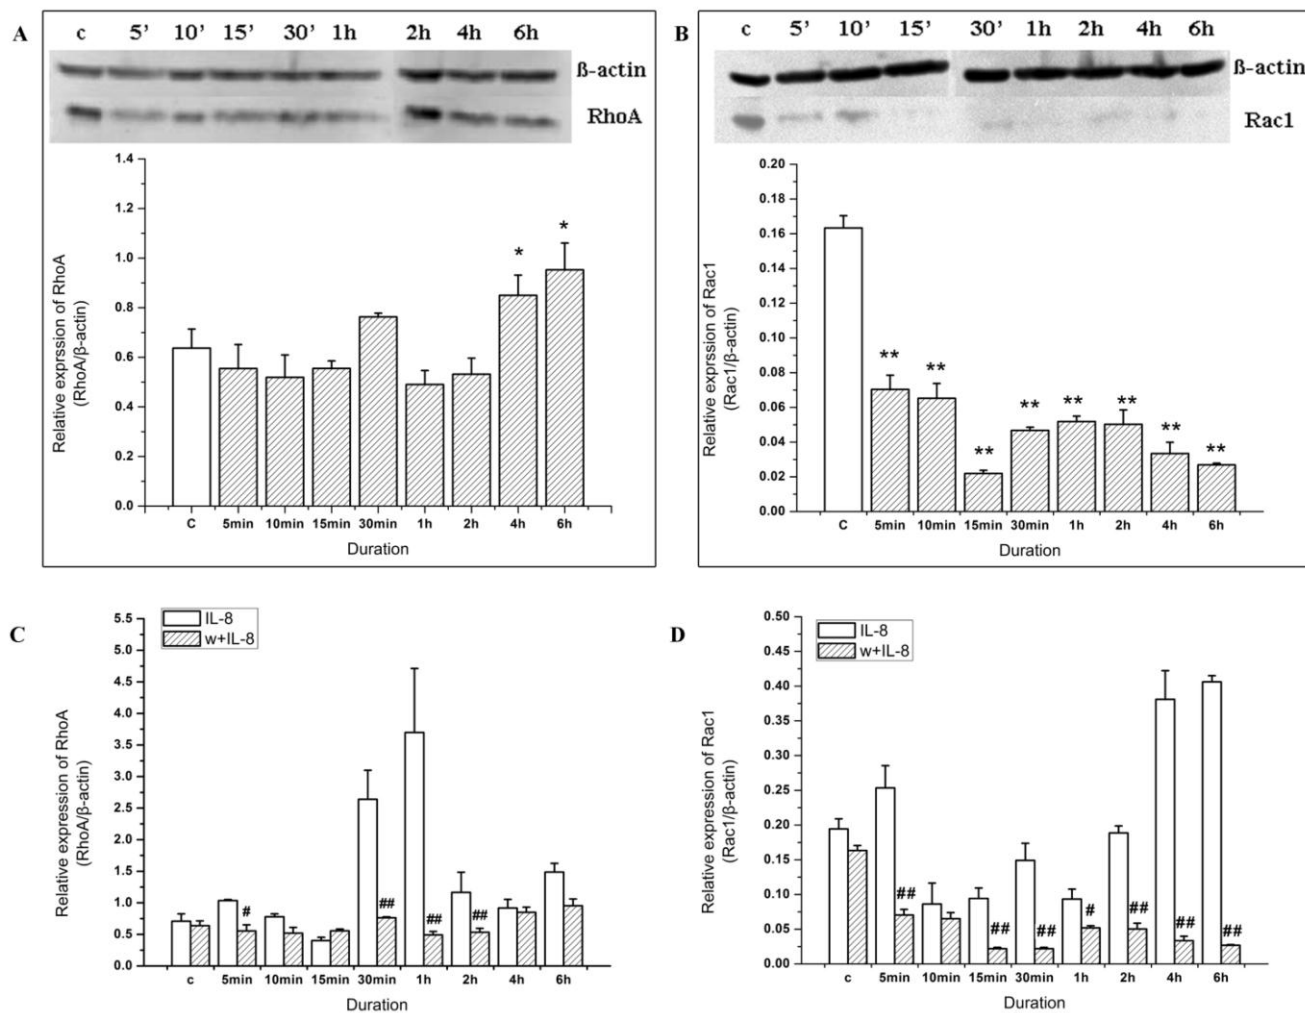 A
c 5' 10' 15' 30' 1h 2h 4h 6h
ß-actin
RhoA
1.4
1.2
1.0
0.8
0.6
0.4
0.2
0.0
Relative exprssion of RhoA
(RhoA/β-actin)
* *
C 5min 10min 15min 30min 1h 2h 4h 6h
Duration
B
c 5' 10' 15' 30' 1h 2h 4h 6h
ß-actin
Rac1
0.20
0.18
0.16
0.14
0.12
0.10
0.08
0.06
0.04
0.02
0.00
Relative exprssion of Rac1
(Rac1/β-actin)
** ** ** ** ** ** ** **
C 5min 10min 15min 30min 1h 2h 4h 6h
Duration
C
IL-8
w+IL-8
5.5
5.0
4.5
4.0
3.5
3.0
2.5
2.0
1.5
1.0
0.5
0.0
Relative expression of RhoA
(RhoA/β-actin)
# ## ## ##
c 5min 10min 15min 30min 1h 2h 4h 6h
Duration
D
IL-8
w+IL-8
0.50
0.45
0.40
0.35
0.30
0.25
0.20
0.15
0.10
0.05
0.00
Relative expression of Rac1
(Rac1/β-actin)
## ## ## # ## ## ##
c 5min 10min 15min 30min 1h 2h 4h 6h
Duration